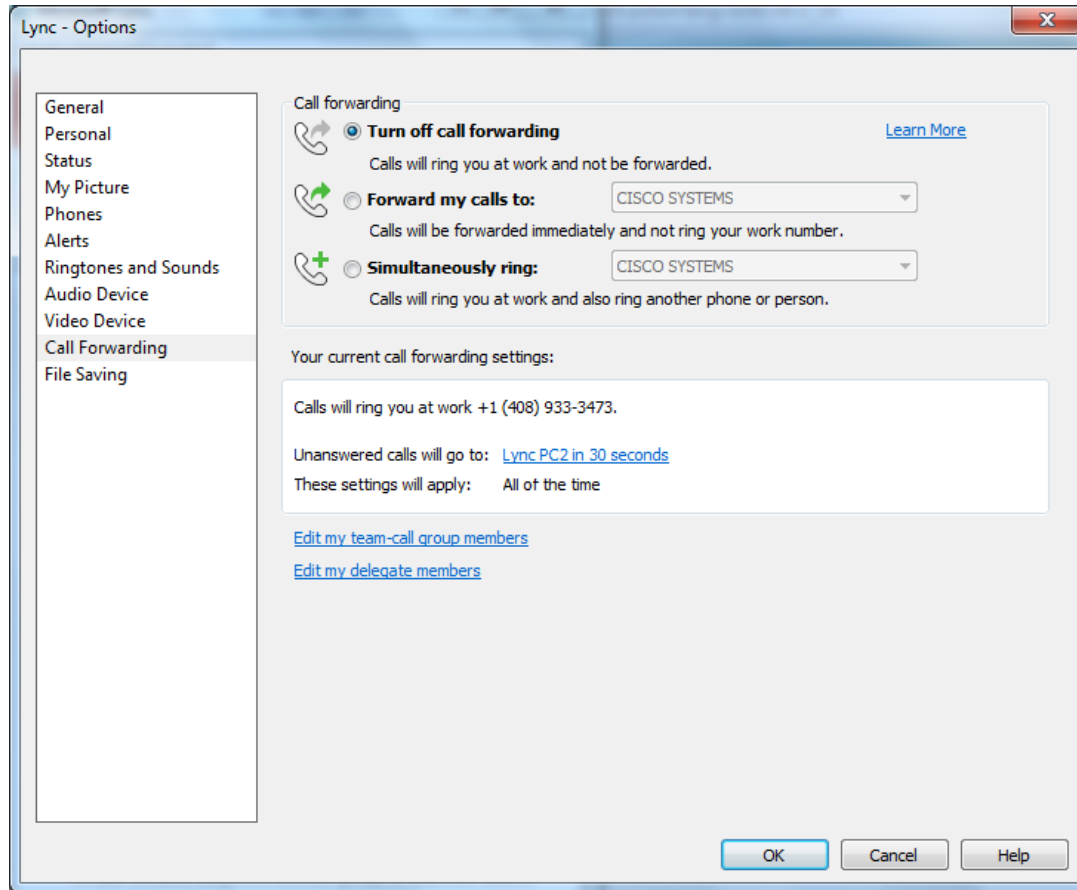 Lync - Options
General
Personal
Status
My Picture
Phones
Alerts
Ringtones and Sounds
Audio Device
Video Device
Call Forwarding
File Saving
Call forwarding
Turn off call forwarding
Learn More
Calls will ring you at work and not be forwarded.
Forward my calls to:
CISCO SYSTEMS
Calls will be forwarded immediately and not ring your work number.
Simultaneously ring:
CISCO SYSTEMS
Calls will ring you at work and also ring another phone or person.
Your current call forwarding settings:
Calls will ring you at work +1 (408) 933-3473.
Unanswered calls will go to: Lync PC2 in 30 seconds
These settings will apply: All of the time
Edit my team-call group members
Edit my delegate members
OK
Cancel
Help